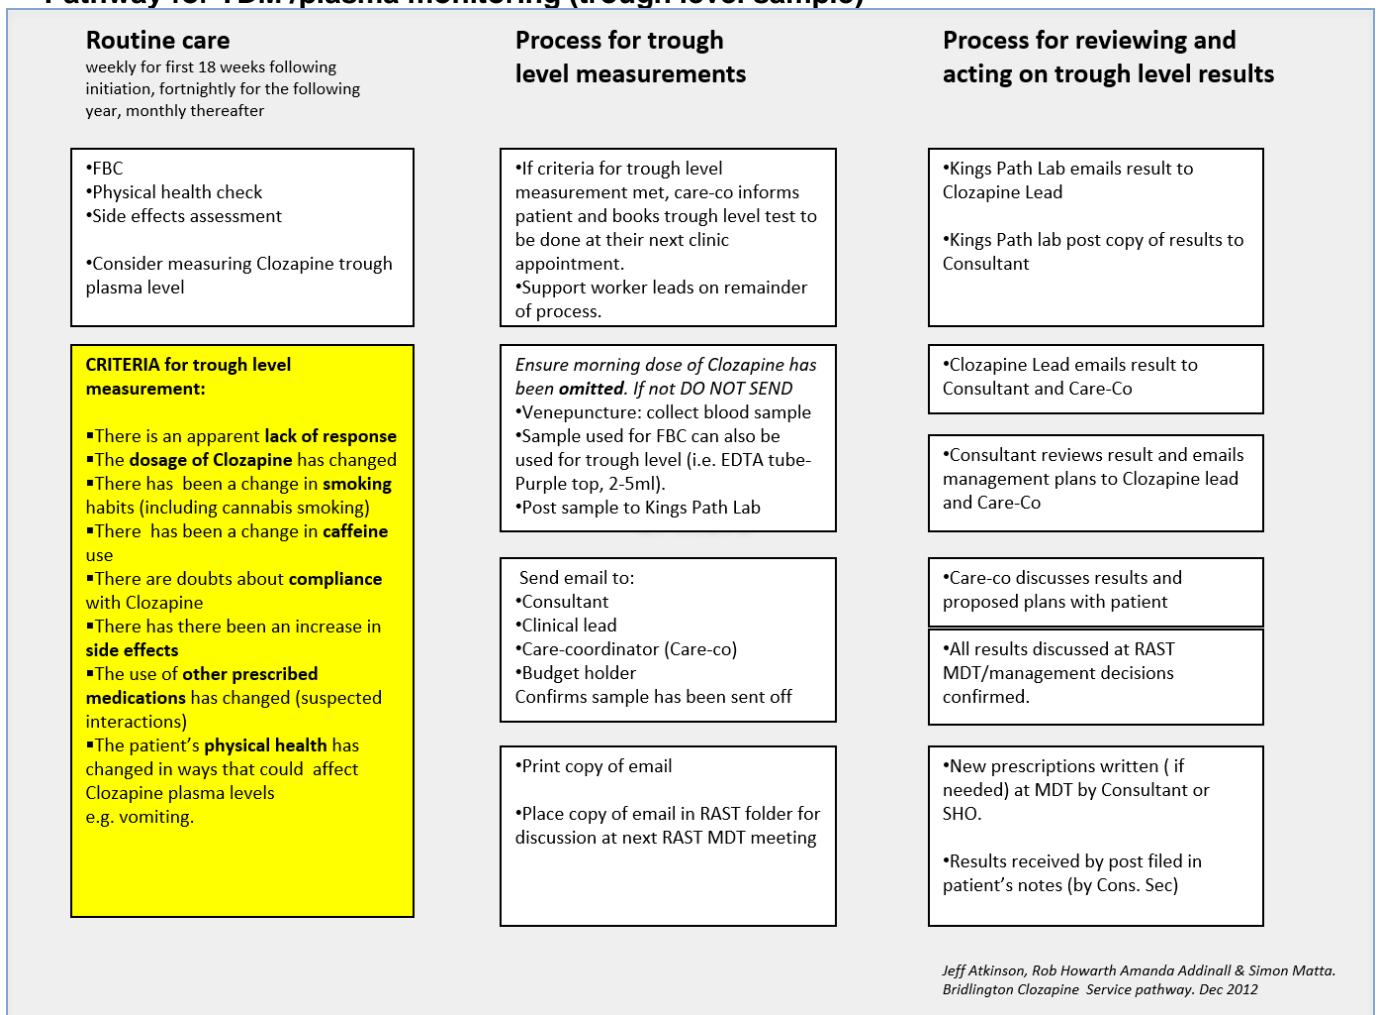 Pathway for TDM /plasma monitoring (trough level sample)
Routine care
weekly for first 18 weeks following
initiation, fortnightly for the following
year, monthly thereafter
•FBC
•Physical health check
•Side effects assessment
•Consider measuring Clozapine trough
plasma level
CRITERIA for trough level
measurement:
▪There is an apparent lack of response
▪The dosage of Clozapine has changed
▪There has  been a change in smoking
habits (including cannabis smoking)
▪There  has been a change in caffeine
use
▪There are doubts about compliance
with Clozapine
▪There has there been an increase in
side effects
▪The use of other prescribed
medications has changed (suspected
interactions)
▪The patient’s physical health has
changed in ways that could  affect
Clozapine plasma levels
e.g. vomiting.
Process for trough
level measurements
•If criteria for trough level
measurement met, care-co informs
patient and books trough level test to
be done at their next clinic
appointment.
•Support worker leads on remainder
of process.
Ensure morning dose of Clozapine has
been omitted. If not DO NOT SEND
•Venepuncture: collect blood sample
•Sample used for FBC can also be
used for trough level (i.e. EDTA tube-
Purple top, 2-5ml).
•Post sample to Kings Path Lab
Send email to:
•Consultant
•Clinical lead
•Care-coordinator (Care-co)
•Budget holder
Confirms sample has been sent off
•Print copy of email
•Place copy of email in RAST folder for
discussion at next RAST MDT meeting
Process for reviewing and
acting on trough level results
•Kings Path Lab emails result to
Clozapine Lead
•Kings Path lab post copy of results to
Consultant
•Clozapine Lead emails result to
Consultant and Care-Co
•Consultant reviews result and emails
management plans to Clozapine lead
and Care-Co
•Care-co discusses results and
proposed plans with patient
•All results discussed at RAST
MDT/management decisions
confirmed.
•New prescriptions written ( if
needed) at MDT by Consultant or
SHO.
•Results received by post filed in
patient’s notes (by Cons. Sec)
Jeff Atkinson, Rob Howarth Amanda Addinall & Simon Matta.
Bridlington Clozapine  Service pathway. Dec 2012